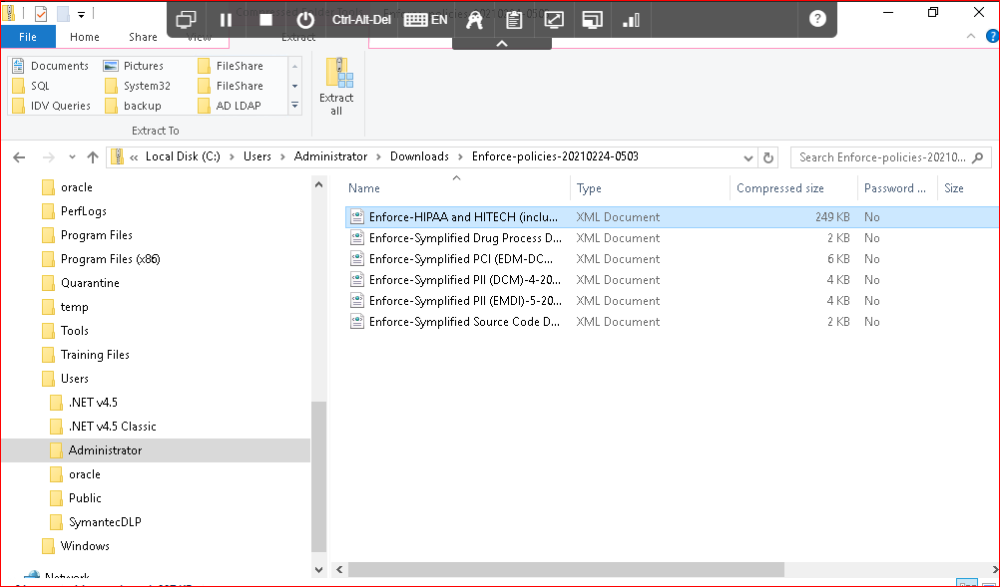 Ctrl-Alt-Del EN
File Home Share View Extract
Documents Pictures FileShare
SQL System32 FileShare
IDV Queries backup AD LDAP
Extract all
Extract To
« Local Disk (C:) > Users > Administrator > Downloads > Enforce-policies-20210224-0503
Search Enforce-policies-20210...
oracle
PerfLogs
Program Files
Program Files (x86)
Quarantine
temp
Tools
Training Files
Users
.NET v4.5
.NET v4.5 Classic
Administrator
oracle
Public
SymantecDLP
Windows
Network
Name Type Compressed size Password ... Size
Enforce-HIPAA and HITECH (inclu... XML Document 249 KB No
Enforce-Symplified Drug Process D... XML Document 2 KB No
Enforce-Symplified PCI (EDM-DC... XML Document 6 KB No
Enforce-Symplified PII (DCM)-4-20... XML Document 4 KB No
Enforce-Symplified PII (EMDI)-5-20... XML Document 4 KB No
Enforce-Symplified Source Code D... XML Document 2 KB No